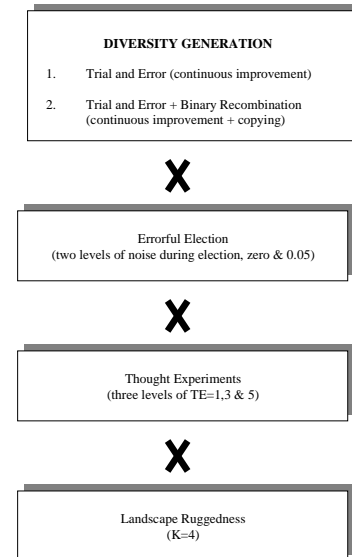 DIVERSITY GENERATION
1. Trial and Error (continuous improvement)
2. Trial and Error + Binary Recombination
(continuous improvement + copying)
X
Errorful Election
(two levels of noise during election, zero & 0.05)
X
Thought Experiments
(three levels of TE=1,3 & 5)
X
Landscape Ruggedness
(K=4)